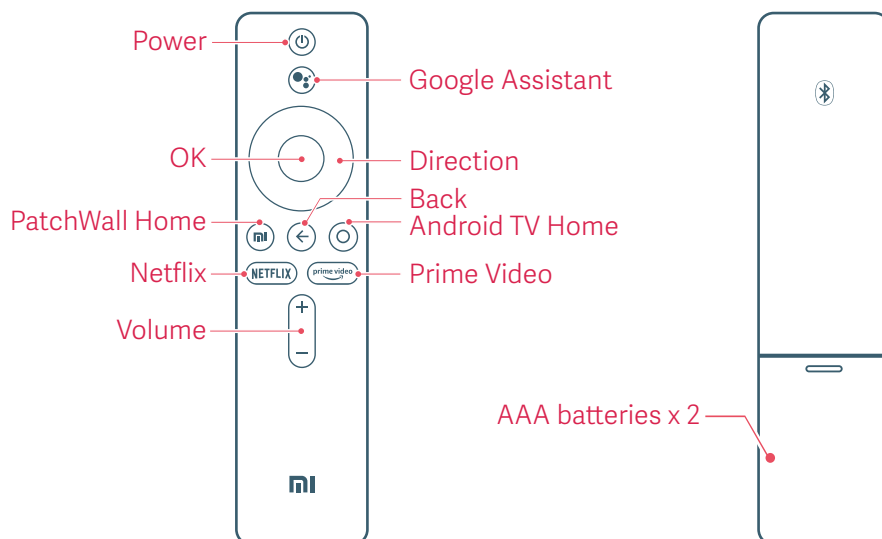 Power
Google Assistant
OK
Direction
Back
PatchWall Home
Android TV Home
mi
Netflix
NETFLIX
prime video
Prime Video
Volume
+
−
AAA batteries x 2
mi